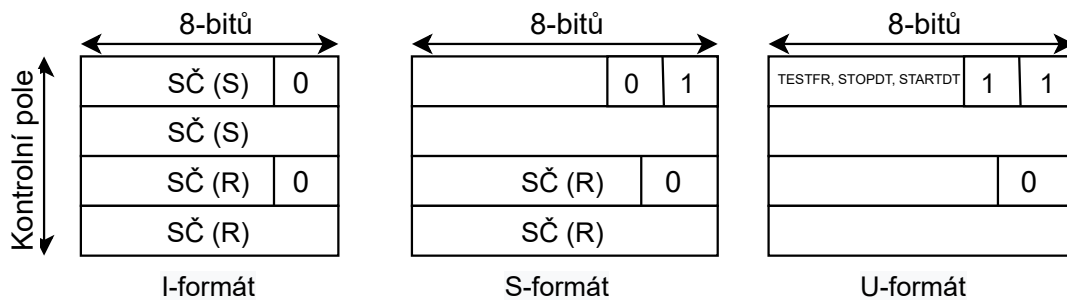 8-bitů
8-bitů
8-bitů
Kontrolní pole
SČ (S) 0
SČ (S)
SČ (R) 0
SČ (R)
I-formát
0 1
SČ (R) 0
SČ (R)
S-formát
TESTFR, STOPDT, STARTDT 1 1
0
U-formát